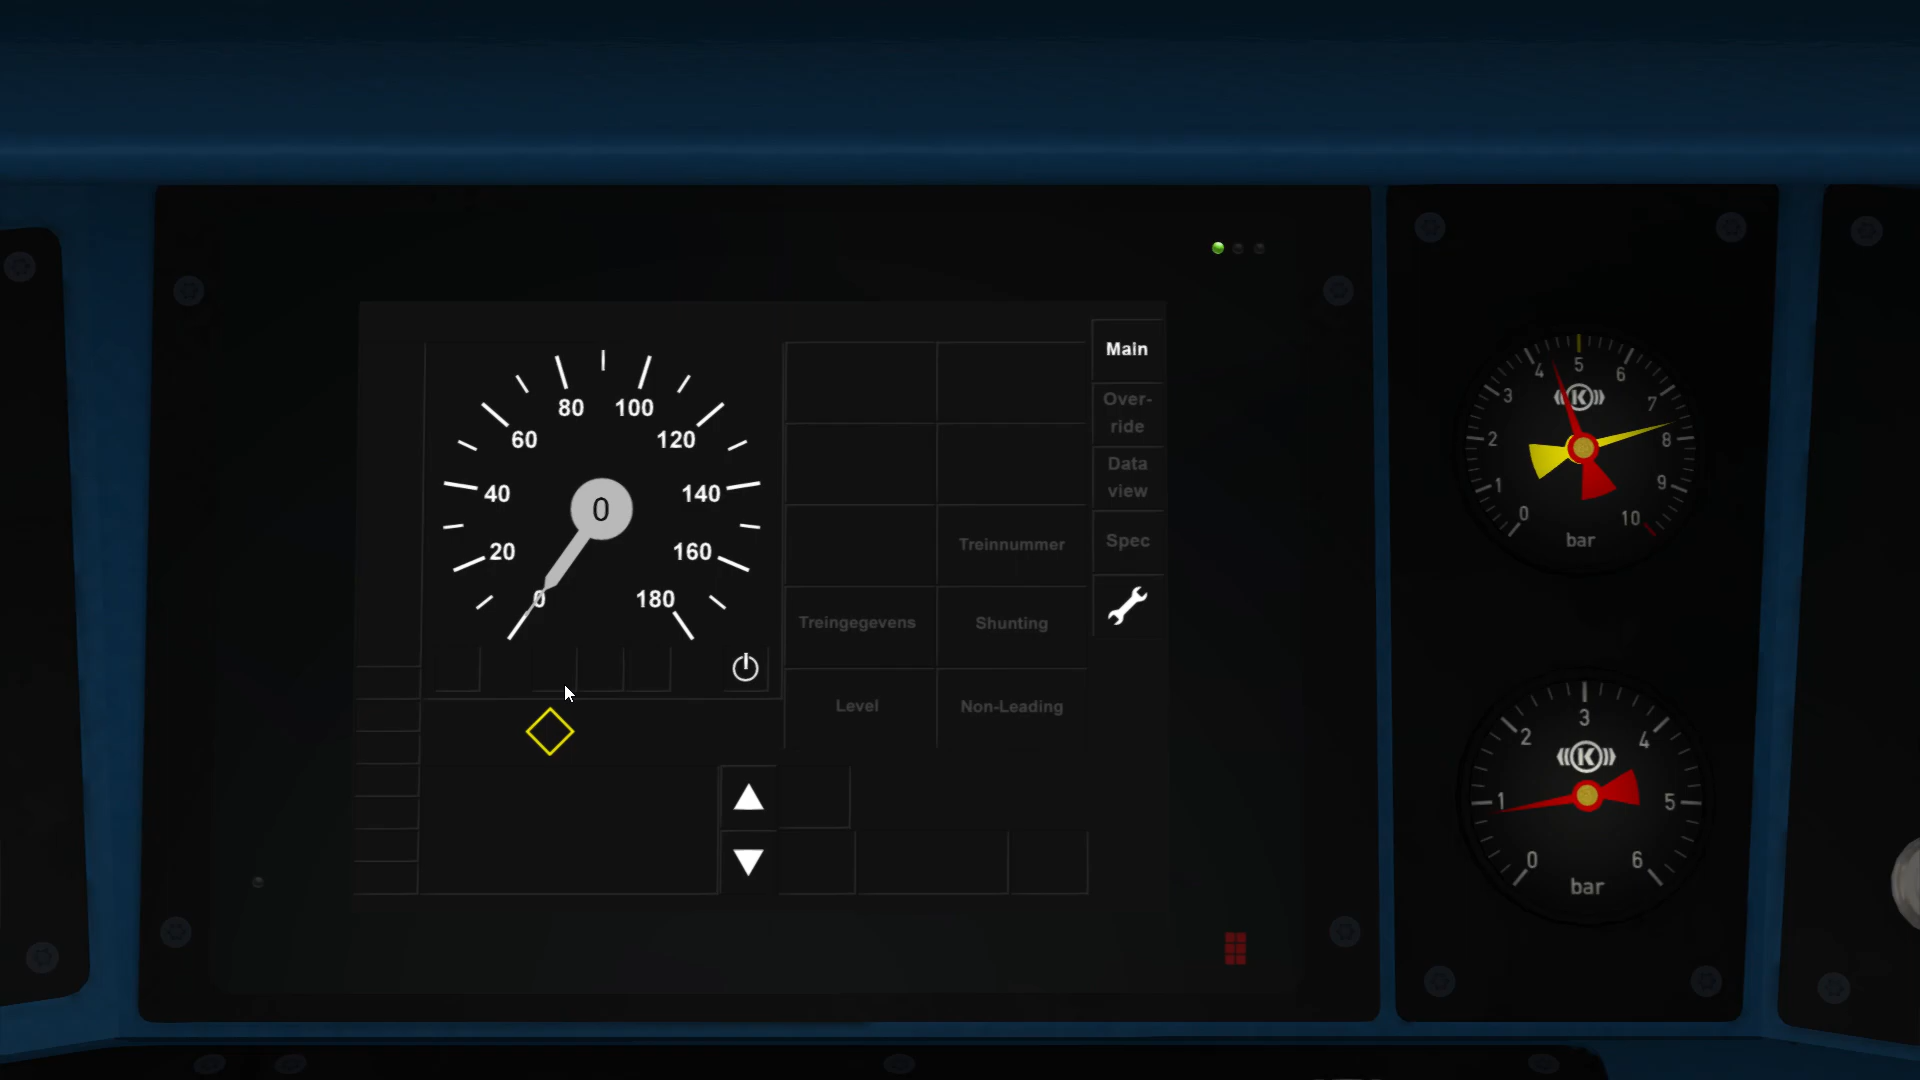 Main
Over-
ride
Data
view
Spec
80 100
60 120
40 140
0
20 160
0 180
Treinnummer
Treingegevens Shunting
Level Non-Leading
0 1 2 3 4 5 6 7 8 9 10
K
bar
0 1 2 3 4 5 6
K
bar